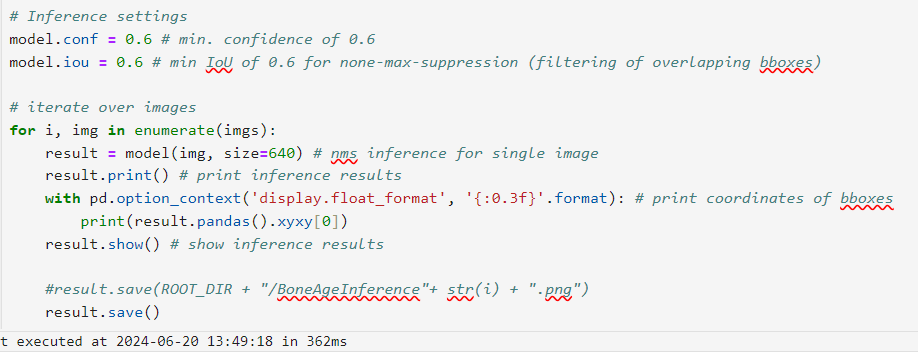 # Inference settings
model.conf = 0.6 # min. confidence of 0.6
model.iou = 0.6 # min IoU of 0.6 for none-max-suppression (filtering of overlapping bboxes)
# iterate over images
for i, img in enumerate(imgs):
    result = model(img, size=640) # nms inference for single image
    result.print() # print inference results
    with pd.option_context('display.float_format', '{:0.3f}'.format): # print coordinates of bboxes
        print(result.pandas().xyxy[0])
    result.show() # show inference results
    #result.save(ROOT_DIR + "/BoneAgeInference"+ str(i) + ".png")
    result.save()
t executed at 2024-06-20 13:49:18 in 362ms